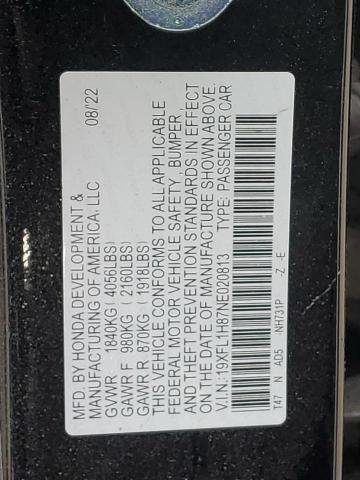 MFD. BY HONDA DEVELOPMENT & 08/22
MANUFACTURING OF AMERICA, LLC
GVWR 1840KG (4056LBS)
GAWR F 980KG (2160LBS)
GAWR R 870KG (1918LBS)
THIS VEHICLE CONFORMS TO ALL APPLICABLE
FEDERAL MOTOR VEHICLE SAFETY, BUMPER,
AND THEFT PREVENTION STANDARDS IN EFFECT
ON THE DATE OF MANUFACTURE SHOWN ABOVE.
V.I.N.: 19XFL1H87NE020813 TYPE: PASSENGER CAR
T47 N AD5 -NH731P -Z -E